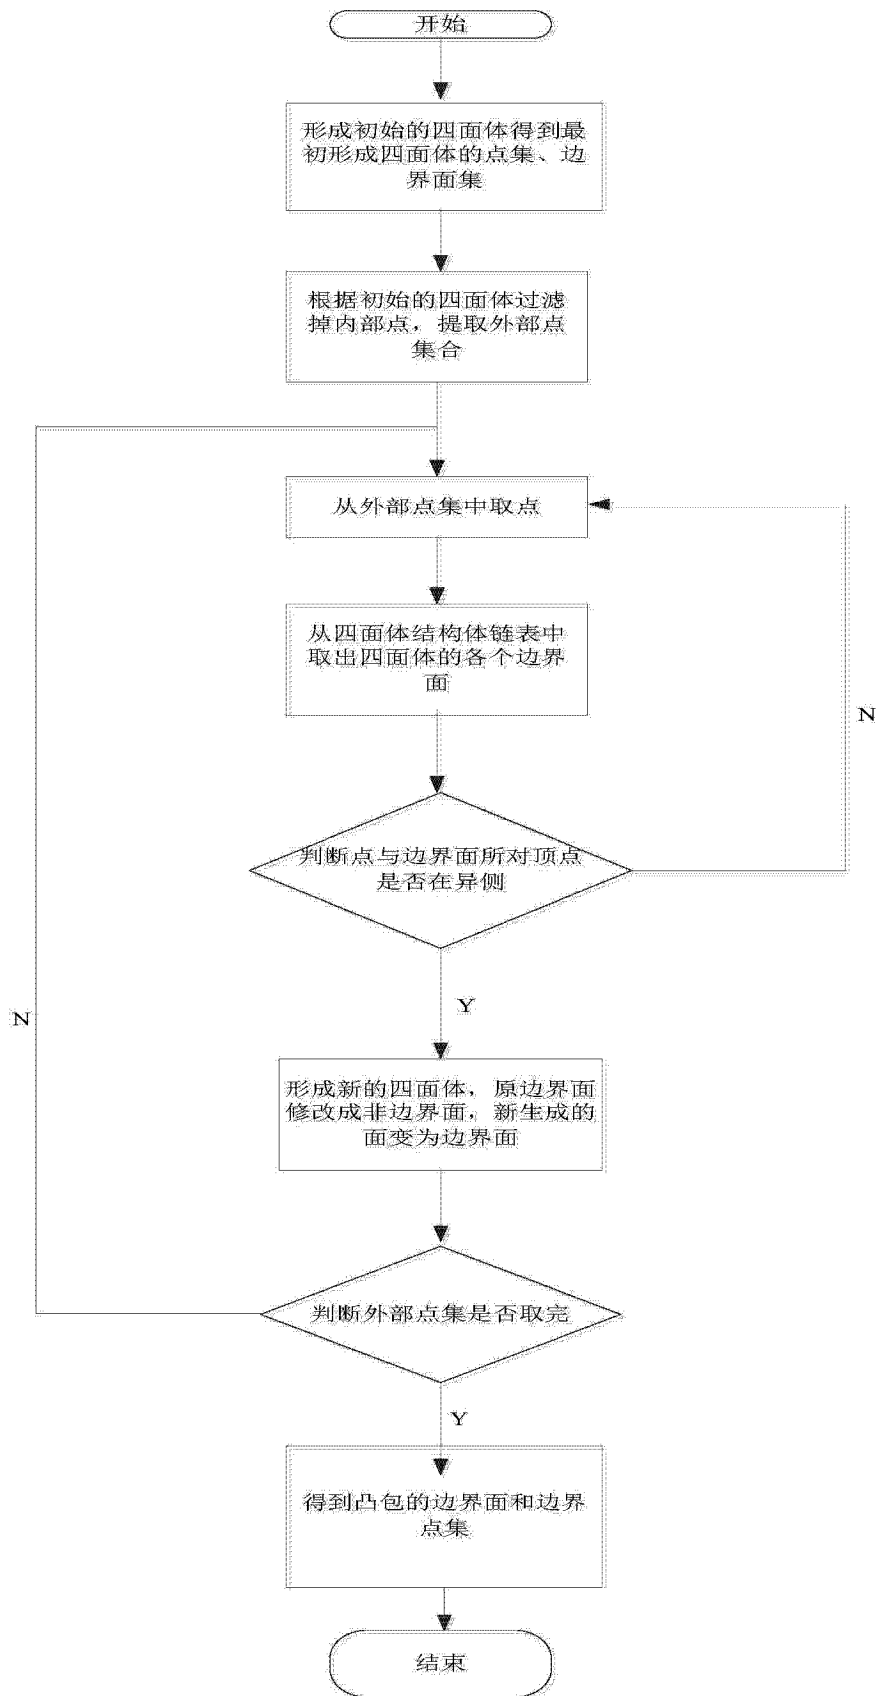 开始
形成初始的四面体得到最
初形成四面体的点集、边
界面集
根据初始的四面体过滤
掉内部点，提取外部点
集合
从外部点集中取点
从四面体结构体链表中
取出四面体的各个边界
面
N
判断点与边界面所对顶点
是否在异侧
Y
N
形成新的四面体，原边界面
修改成非边界面，新生成的
面变为边界面
判断外部点集是否取完
Y
得到凸包的边界面和边界
点集
结束